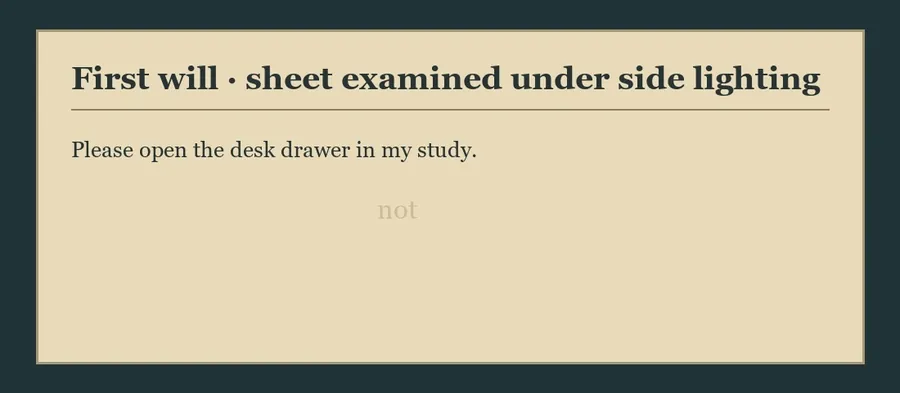 First will · sheet examined under side lighting
Please open the desk drawer in my study.
not